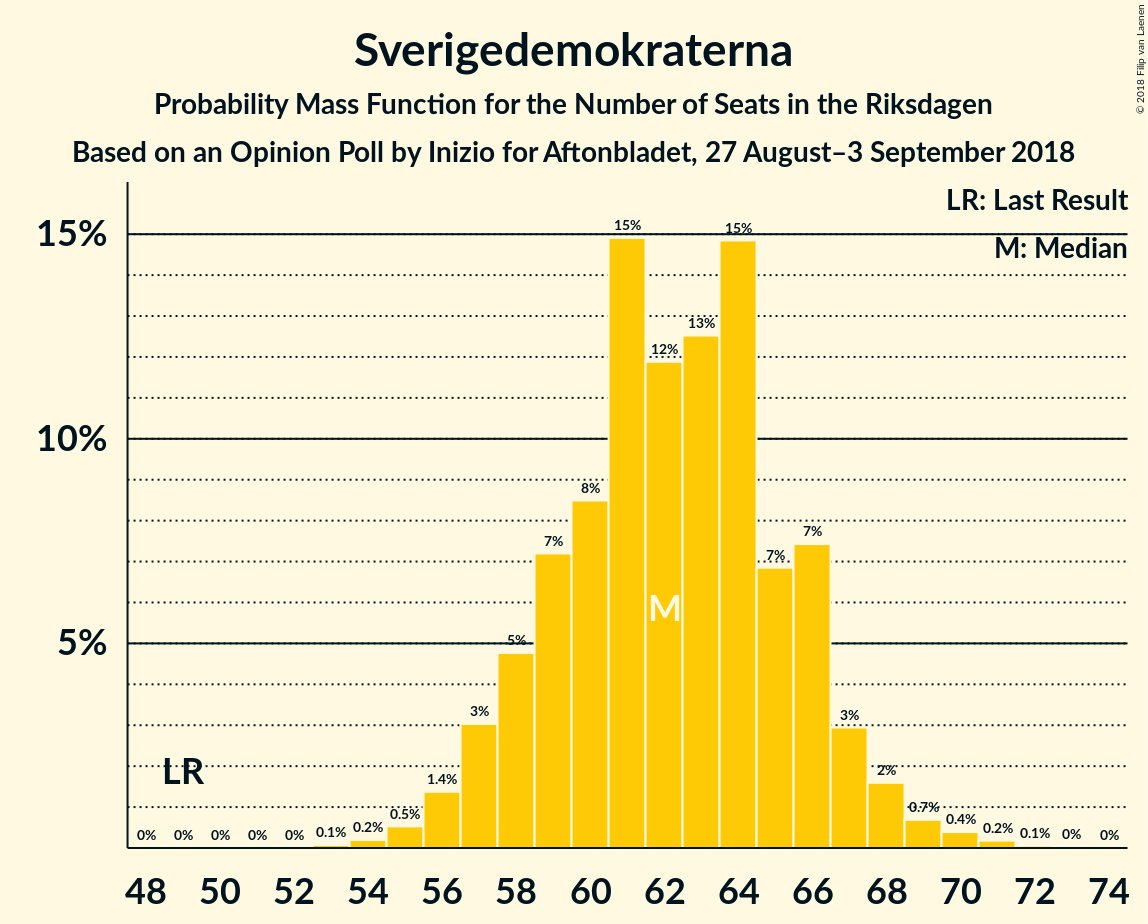 Sverigedemokraterna
Probability Mass Function for the Number of Seats in the Riksdagen
Based on an Opinion Poll by Inizio for Aftonbladet, 27 August–3 September 2018
© 2018 Filip van Laenen
LR: Last Result
M: Median
15%
10%
5%
0% 0% 0% 0% 0% 0.1% 0.2% 0.5% 1.4% 3% 5% 7% 8% 15% 12% 13% 15% 7% 7% 3% 2% 0.7% 0.4% 0.2% 0.1% 0% 0%
LR
M
48 50 52 54 56 58 60 62 64 66 68 70 72 74